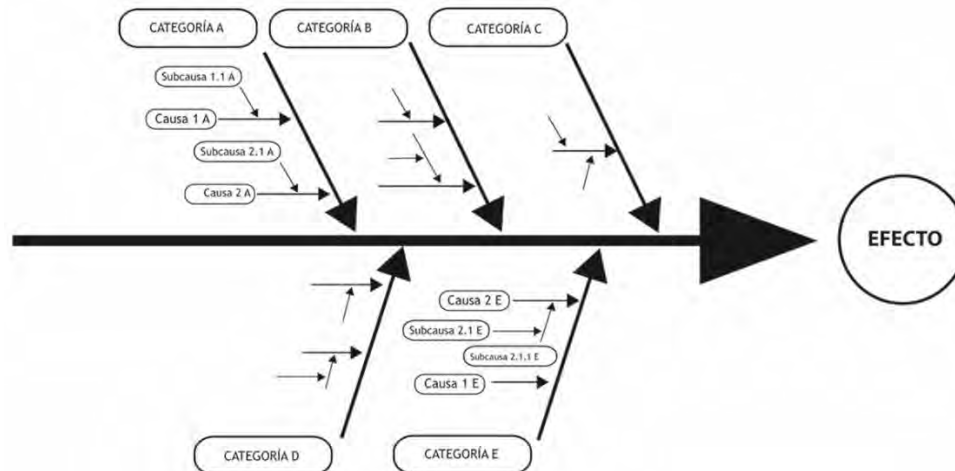 CATEGORÍA A
CATEGORÍA B
CATEGORÍA C
Subcausa 1.1 A
Causa 1 A
Subcausa 2.1 A
Causa 2 A
EFECTO
Causa 2 E
Subcausa 2.1 E
Subcausa 2.1.1 E
Causa 1 E
CATEGORÍA D
CATEGORÍA E